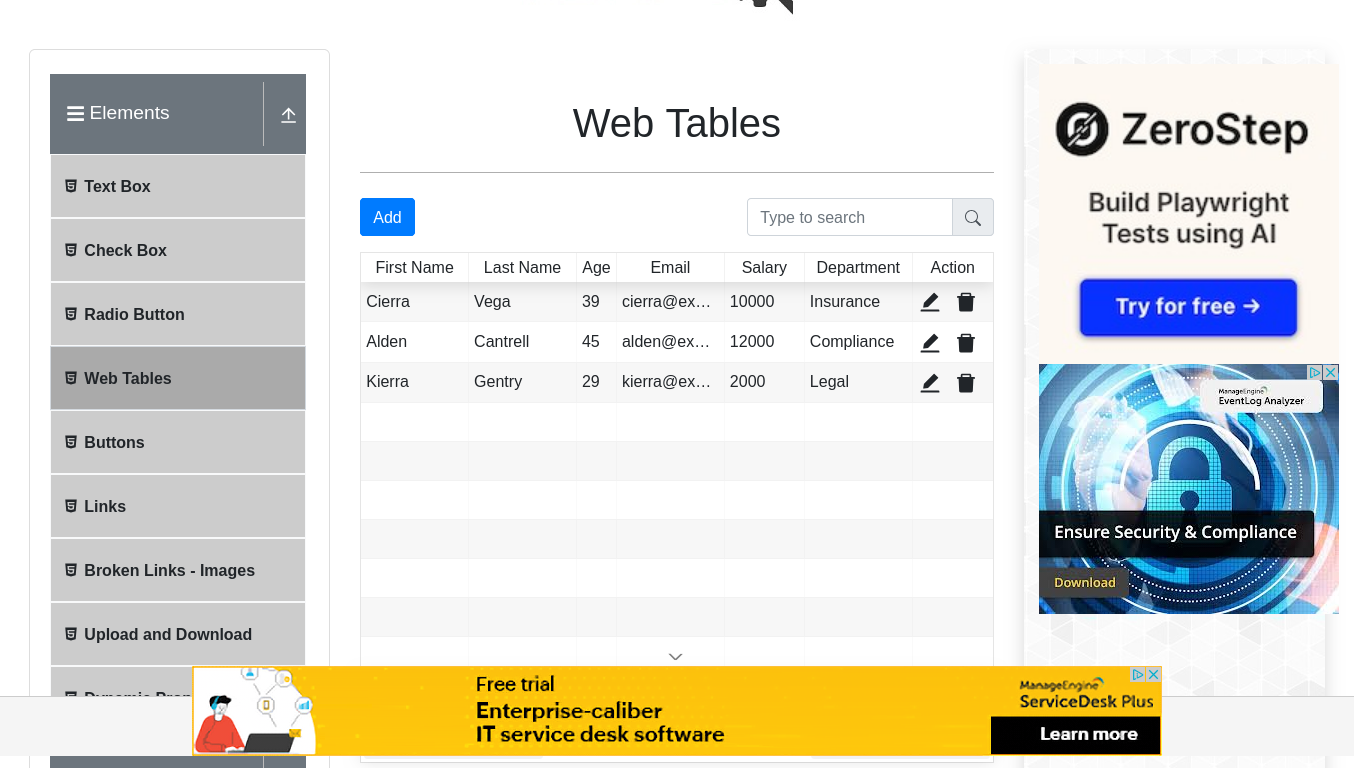 Elements
Text Box
Check Box
Radio Button
Web Tables
Buttons
Links
Broken Links - Images
Upload and Download
Web Tables
Add
Type to search
First Name Last Name Age Email Salary Department Action
Cierra Vega 39 cierra@ex… 10000 Insurance
Alden Cantrell 45 alden@ex… 12000 Compliance
Kierra Gentry 29 kierra@ex… 2000 Legal
ZeroStep
Build Playwright
Tests using AI
Try for free →
ManageEngine
EventLog Analyzer
Ensure Security & Compliance
Download
Free trial
Enterprise-caliber
IT service desk software
ManageEngine
ServiceDesk Plus
Learn more